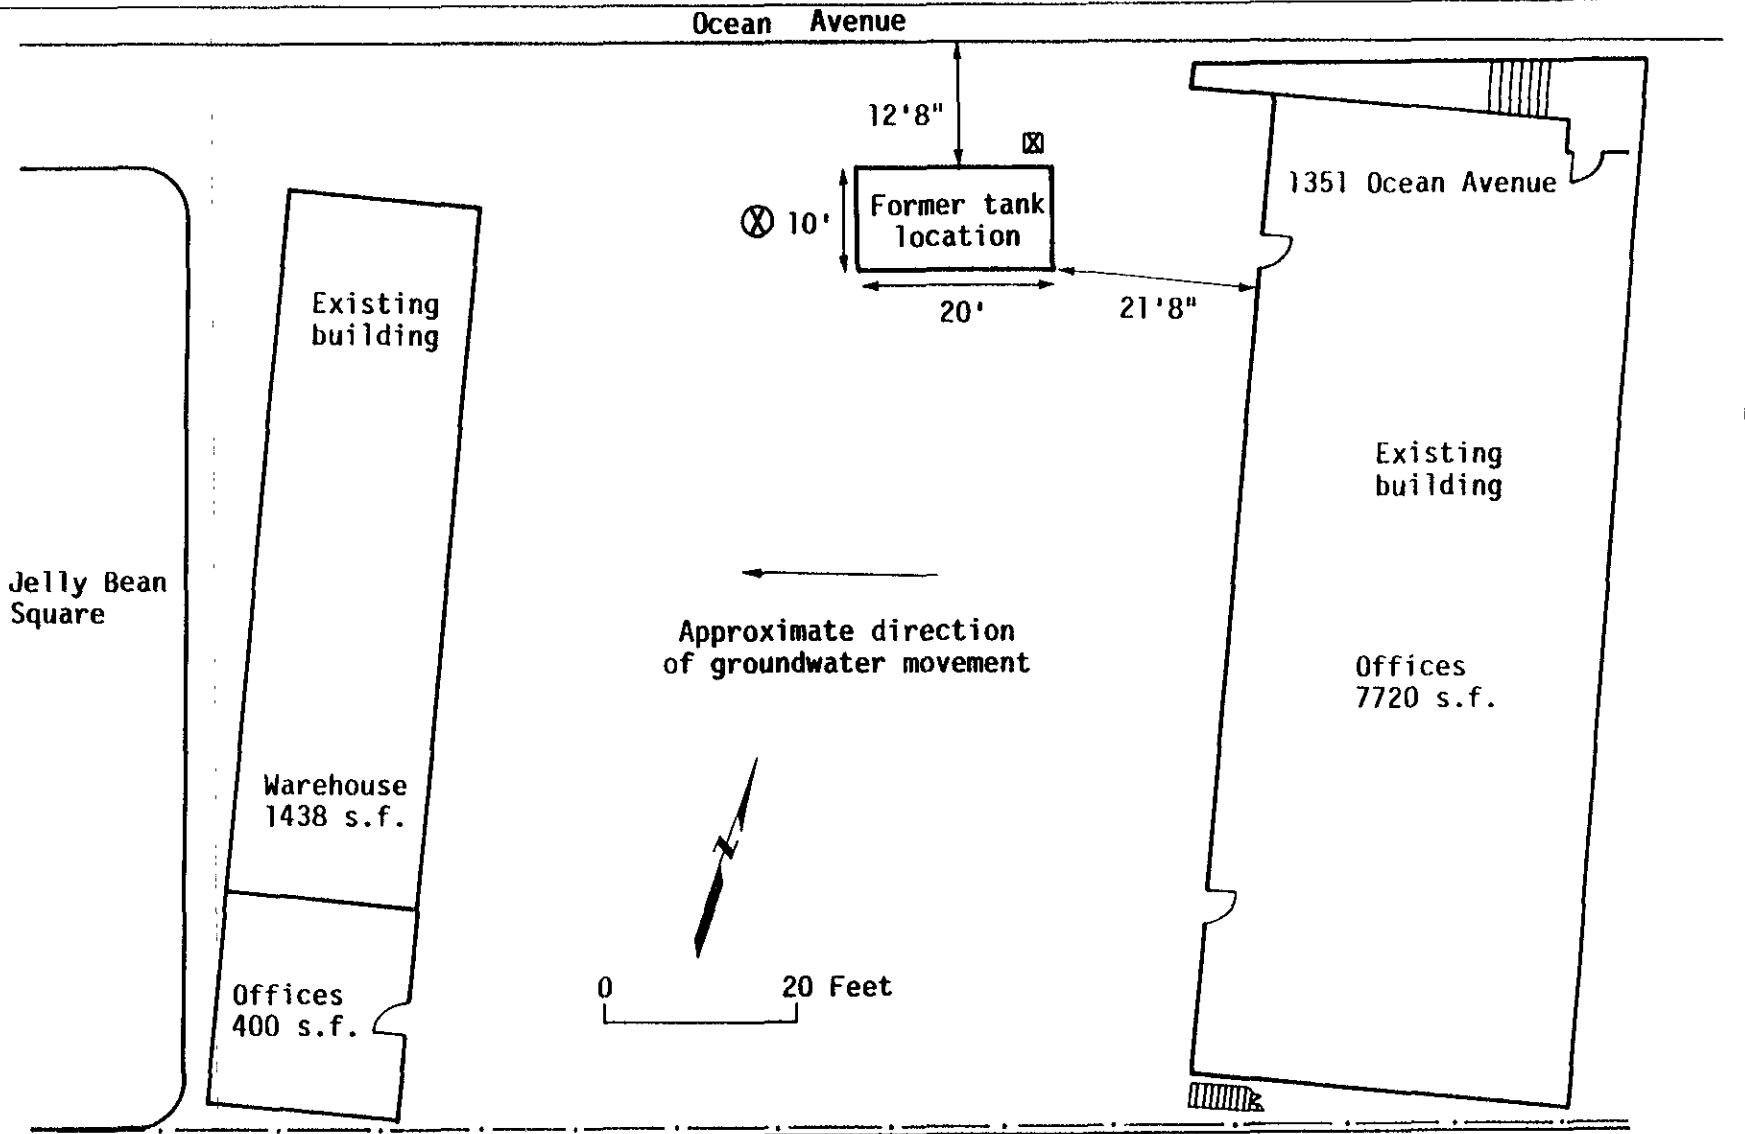 Ocean Avenue
12'8"
X
1351 Ocean Avenue
X 10'
Former tank
location
20'
21'8"
Existing
building
Existing
building
Jelly Bean
Square
Approximate direction
of groundwater movement
Offices
7720 s.f.
Warehouse
1438 s.f.
N
0 20 Feet
Offices
400 s.f.